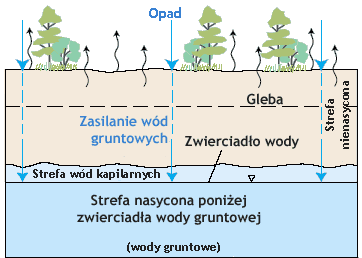 Opad
Gleba
Zasilanie wód
gruntowych
Strefa
nienasycona
Zwierciadło wody
Strefa wód kapilarnych
Strefa nasycona poniżej
zwierciadła wody gruntowej
(wody gruntowe)